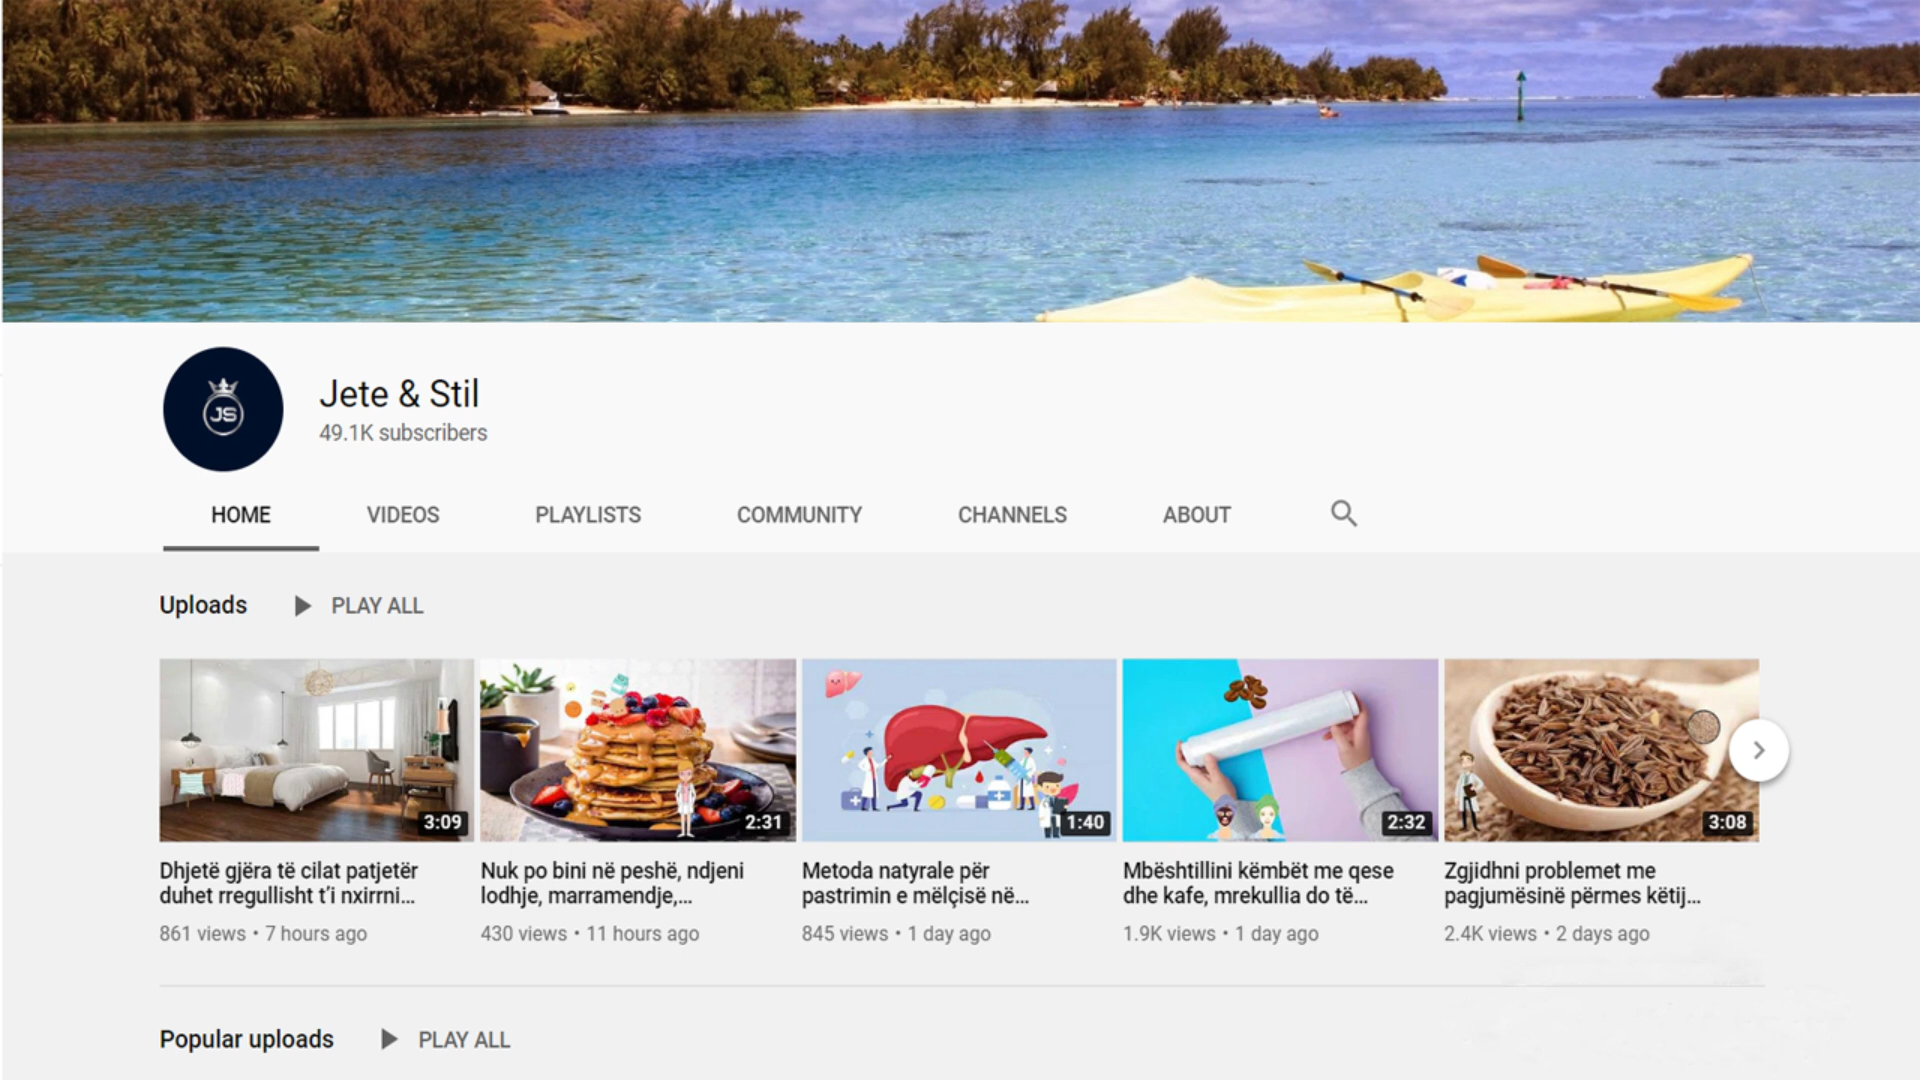 JS
Jete & Stil
49.1K subscribers
HOME VIDEOS PLAYLISTS COMMUNITY CHANNELS ABOUT
Uploads PLAY ALL
3:09 2:31 1:40 2:32 3:08
Dhjetë gjëra të cilat patjetër
duhet rregullisht t’i nxirrni...
861 views • 7 hours ago
Nuk po bini në peshë, ndjeni
lodhje, marramendje,...
430 views • 11 hours ago
Metoda natyrale për
pastrimin e mëlçisë në...
845 views • 1 day ago
Mbështillini këmbët me qese
dhe kafe, mrekullia do të...
1.9K views • 1 day ago
Zgjidhni problemet me
pagjumësinë përmes këtij...
2.4K views • 2 days ago
Popular uploads PLAY ALL